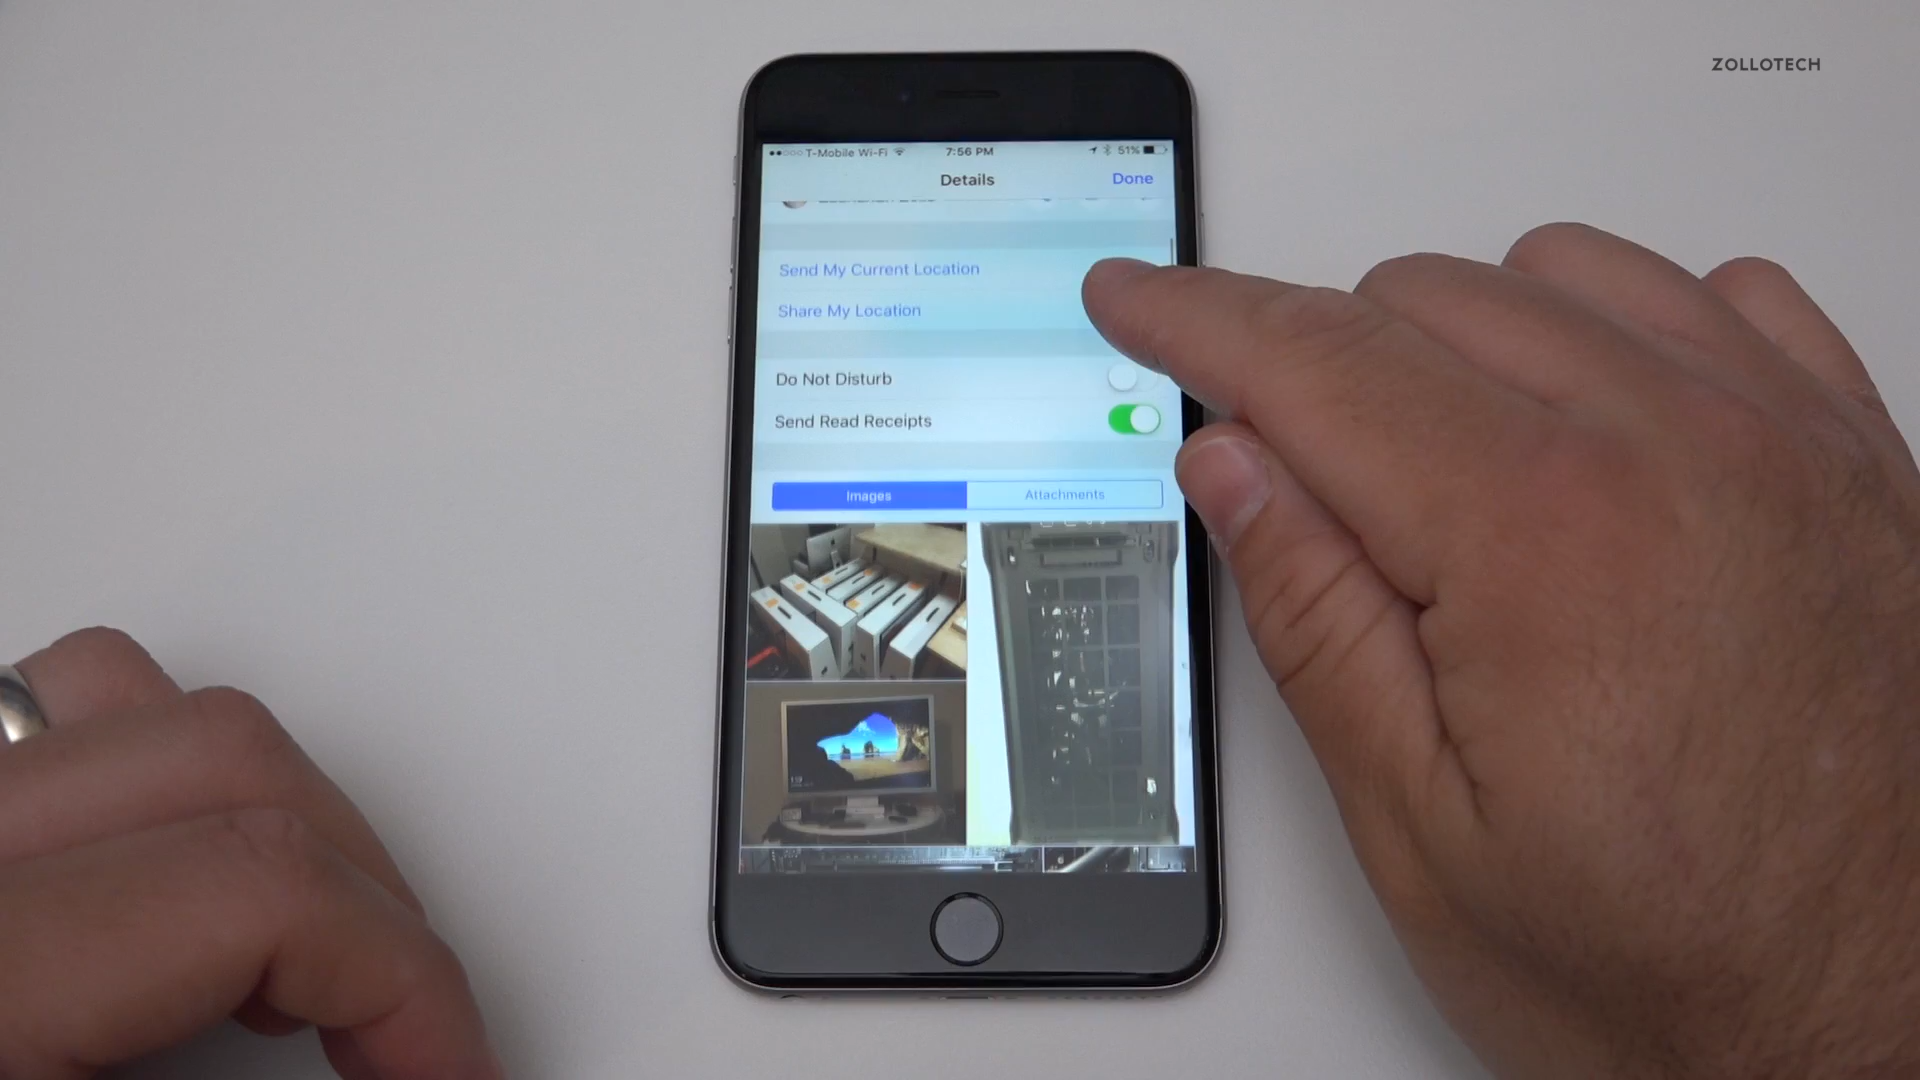 ZOLLOTECH
T-Mobile Wi-Fi 7:56 PM 51%
Details Done
Send My Current Location
Share My Location
Do Not Disturb
Send Read Receipts
Images Attachments